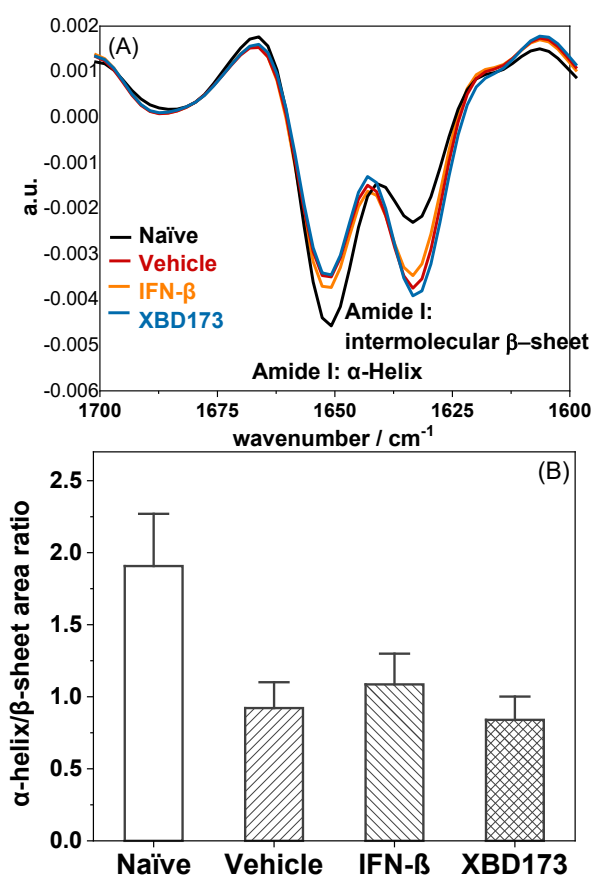 (A)
0.002
0.001
0.000
-0.001
-0.002
-0.003
-0.004
-0.005
-0.006
a.u.
Naïve
Vehicle
IFN-β
XBD173
Amide I:
intermolecular β–sheet
Amide I: α-Helix
1700 1675 1650 1625 1600
wavenumber / cm⁻¹
(B)
2.5
2.0
1.5
1.0
0.5
0.0
α-helix/β-sheet area ratio
Naïve Vehicle IFN-ß XBD173